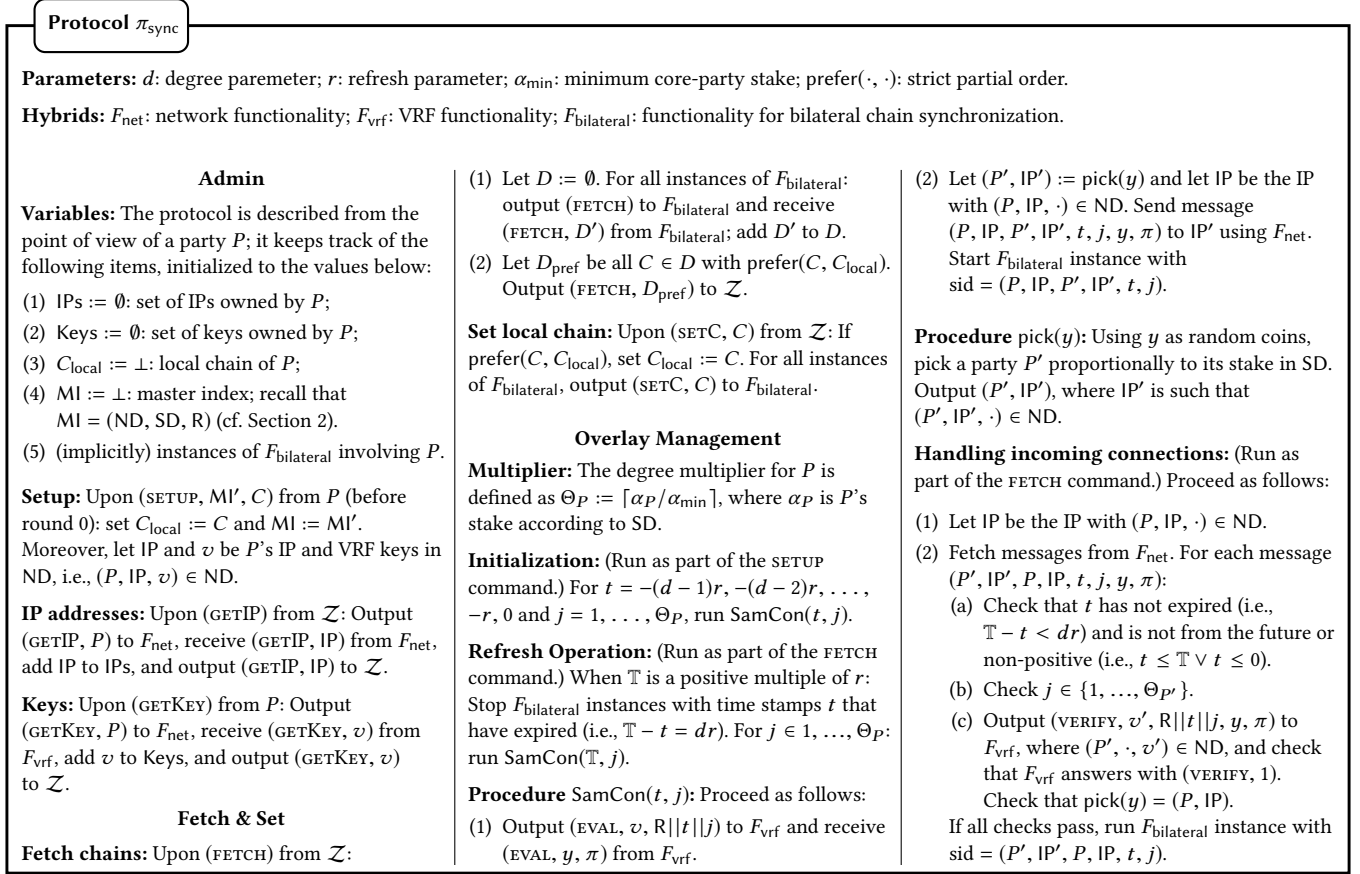 Protocol π_sync
Parameters: d: degree paremeter; r: refresh parameter; α_min: minimum core-party stake; prefer(·, ·): strict partial order.
Hybrids: F_net: network functionality; F_vrf: VRF functionality; F_bilateral: functionality for bilateral chain synchronization.
Admin
Variables: The protocol is described from the
point of view of a party P; it keeps track of the
following items, initialized to the values below:
(1) IPs := ∅: set of IPs owned by P;
(2) Keys := ∅: set of keys owned by P;
(3) C_local := ⊥: local chain of P;
(4) MI := ⊥: master index; recall that
MI = (ND, SD, R) (cf. Section 2).
(5) (implicitly) instances of F_bilateral involving P.
Setup: Upon (SETUP, MI′, C) from P (before
round 0): set C_local := C and MI := MI′.
Moreover, let IP and v be P's IP and VRF keys in
ND, i.e., (P, IP, v) ∈ ND.
IP addresses: Upon (GETIP) from Z: Output
(GETIP, P) to F_net, receive (GETIP, IP) from F_net,
add IP to IPs, and output (GETIP, IP) to Z.
Keys: Upon (GETKEY) from P: Output
(GETKEY, P) to F_net, receive (GETKEY, v) from
F_vrf, add v to Keys, and output (GETKEY, v)
to Z.
Fetch & Set
Fetch chains: Upon (FETCH) from Z:
(1) Let D := ∅. For all instances of F_bilateral:
output (FETCH) to F_bilateral and receive
(FETCH, D′) from F_bilateral; add D′ to D.
(2) Let D_pref be all C ∈ D with prefer(C, C_local).
Output (FETCH, D_pref) to Z.
Set local chain: Upon (SETC, C) from Z: If
prefer(C, C_local), set C_local := C. For all instances
of F_bilateral, output (SETC, C) to F_bilateral.
Overlay Management
Multiplier: The degree multiplier for P is
defined as Θ_P := ⌈α_P/α_min⌉, where α_P is P's
stake according to SD.
Initialization: (Run as part of the SETUP
command.) For t = −(d − 1)r, −(d − 2)r, . . . ,
−r, 0 and j = 1, . . . , Θ_P, run SamCon(t, j).
Refresh Operation: (Run as part of the FETCH
command.) When 𝕋 is a positive multiple of r:
Stop F_bilateral instances with time stamps t that
have expired (i.e., 𝕋 − t = dr). For j ∈ 1, ..., Θ_P:
run SamCon(𝕋, j).
Procedure SamCon(t, j): Proceed as follows:
(1) Output (EVAL, v, R||t||j) to F_vrf and receive
(EVAL, y, π) from F_vrf.
(2) Let (P′, IP′) := pick(y) and let IP be the IP
with (P, IP, ·) ∈ ND. Send message
(P, IP, P′, IP′, t, j, y, π) to IP′ using F_net.
Start F_bilateral instance with
sid = (P, IP, P′, IP′, t, j).
Procedure pick(y): Using y as random coins,
pick a party P′ proportionally to its stake in SD.
Output (P′, IP′), where IP′ is such that
(P′, IP′, ·) ∈ ND.
Handling incoming connections: (Run as
part of the FETCH command.) Proceed as follows:
(1) Let IP be the IP with (P, IP, ·) ∈ ND.
(2) Fetch messages from F_net. For each message
(P′, IP′, P, IP, t, j, y, π):
(a) Check that t has not expired (i.e.,
𝕋 − t < dr) and is not from the future or
non-positive (i.e., t ≤ 𝕋 ∨ t ≤ 0).
(b) Check j ∈ {1, ..., Θ_P′}.
(c) Output (VERIFY, v′, R||t||j, y, π) to
F_vrf, where (P′, ·, v′) ∈ ND, and check
that F_vrf answers with (VERIFY, 1).
Check that pick(y) = (P, IP).
If all checks pass, run F_bilateral instance with
sid = (P′, IP′, P, IP, t, j).